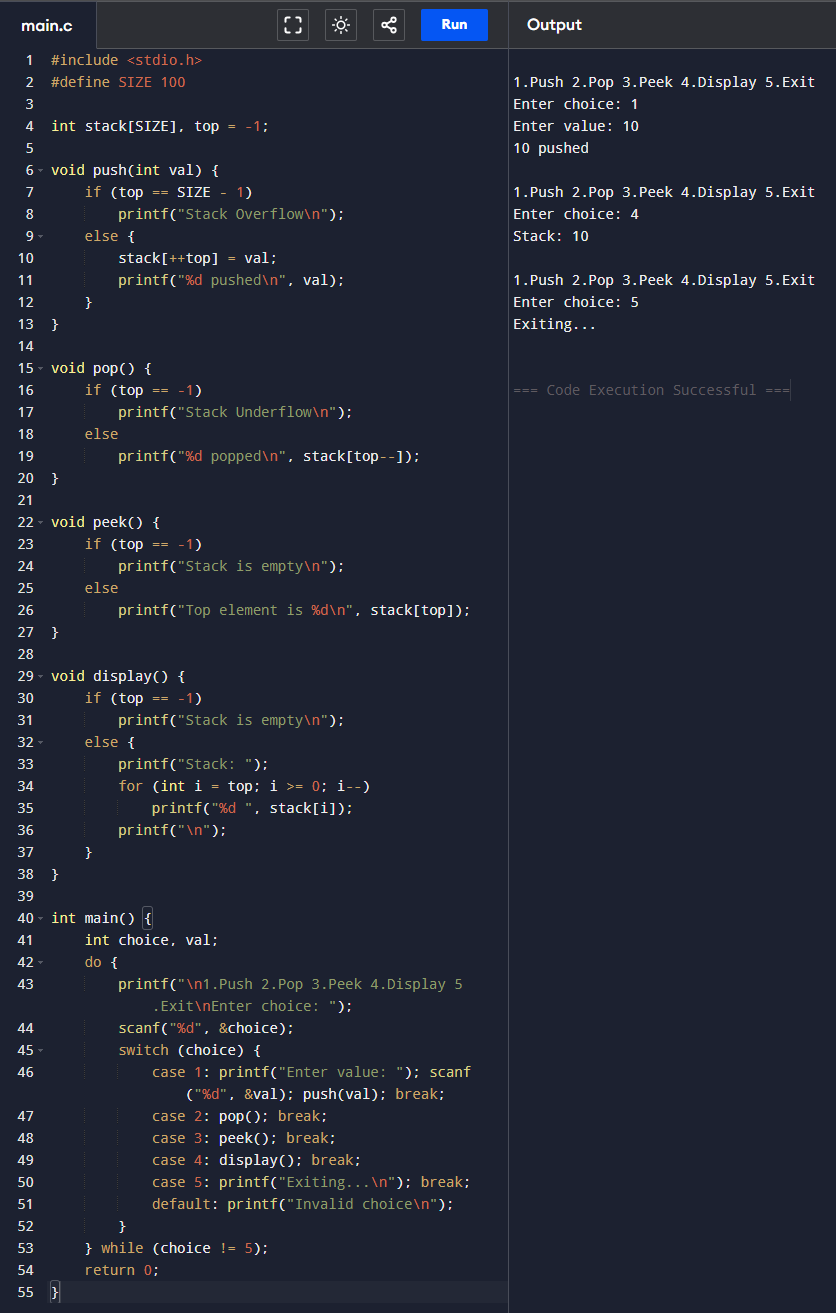 main.c
Run
Output
1 #include <stdio.h>
2 #define SIZE 100
3
4 int stack[SIZE], top = -1;
5
6 void push(int val) {
7     if (top == SIZE - 1)
8         printf("Stack Overflow\n");
9     else {
10         stack[++top] = val;
11         printf("%d pushed\n", val);
12     }
13 }
14
15 void pop() {
16     if (top == -1)
17         printf("Stack Underflow\n");
18     else
19         printf("%d popped\n", stack[top--]);
20 }
21
22 void peek() {
23     if (top == -1)
24         printf("Stack is empty\n");
25     else
26         printf("Top element is %d\n", stack[top]);
27 }
28
29 void display() {
30     if (top == -1)
31         printf("Stack is empty\n");
32     else {
33         printf("Stack: ");
34         for (int i = top; i >= 0; i--)
35             printf("%d ", stack[i]);
36         printf("\n");
37     }
38 }
39
40 int main() {
41     int choice, val;
42     do {
43         printf("\n1.Push 2.Pop 3.Peek 4.Display 5
            .Exit\nEnter choice: ");
44         scanf("%d", &choice);
45         switch (choice) {
46             case 1: printf("Enter value: "); scanf
                ("%d", &val); push(val); break;
47             case 2: pop(); break;
48             case 3: peek(); break;
49             case 4: display(); break;
50             case 5: printf("Exiting...\n"); break;
51             default: printf("Invalid choice\n");
52         }
53     } while (choice != 5);
54     return 0;
55 }
1.Push 2.Pop 3.Peek 4.Display 5.Exit
Enter choice: 1
Enter value: 10
10 pushed

1.Push 2.Pop 3.Peek 4.Display 5.Exit
Enter choice: 4
Stack: 10

1.Push 2.Pop 3.Peek 4.Display 5.Exit
Enter choice: 5
Exiting...

=== Code Execution Successful ===